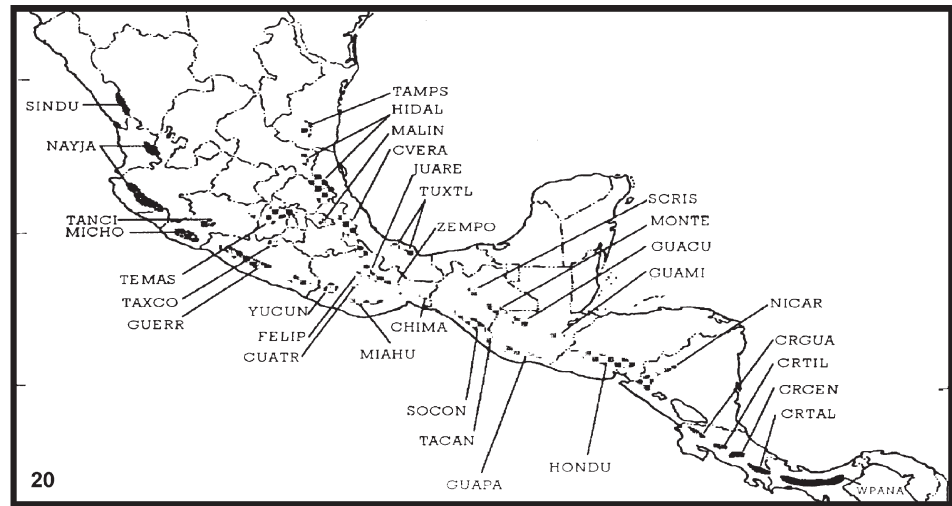 TAMPS
HIDAL
SINDU
MALIN
CVERA
NAYJA
JUARE
TUXTL
SCRIS
ZEMPO
MONTE
TANCI
MICHO
GUACU
GUAMI
TEMAS
TAXCO
GUERR
YUCUN
FELIP
CUATR
CHIMA
MIAHU
NICAR
CRGUA
CRTIL
CRCEN
CRTAL
SOCON
TACAN
HONDU
GUAPA
WPANA
20